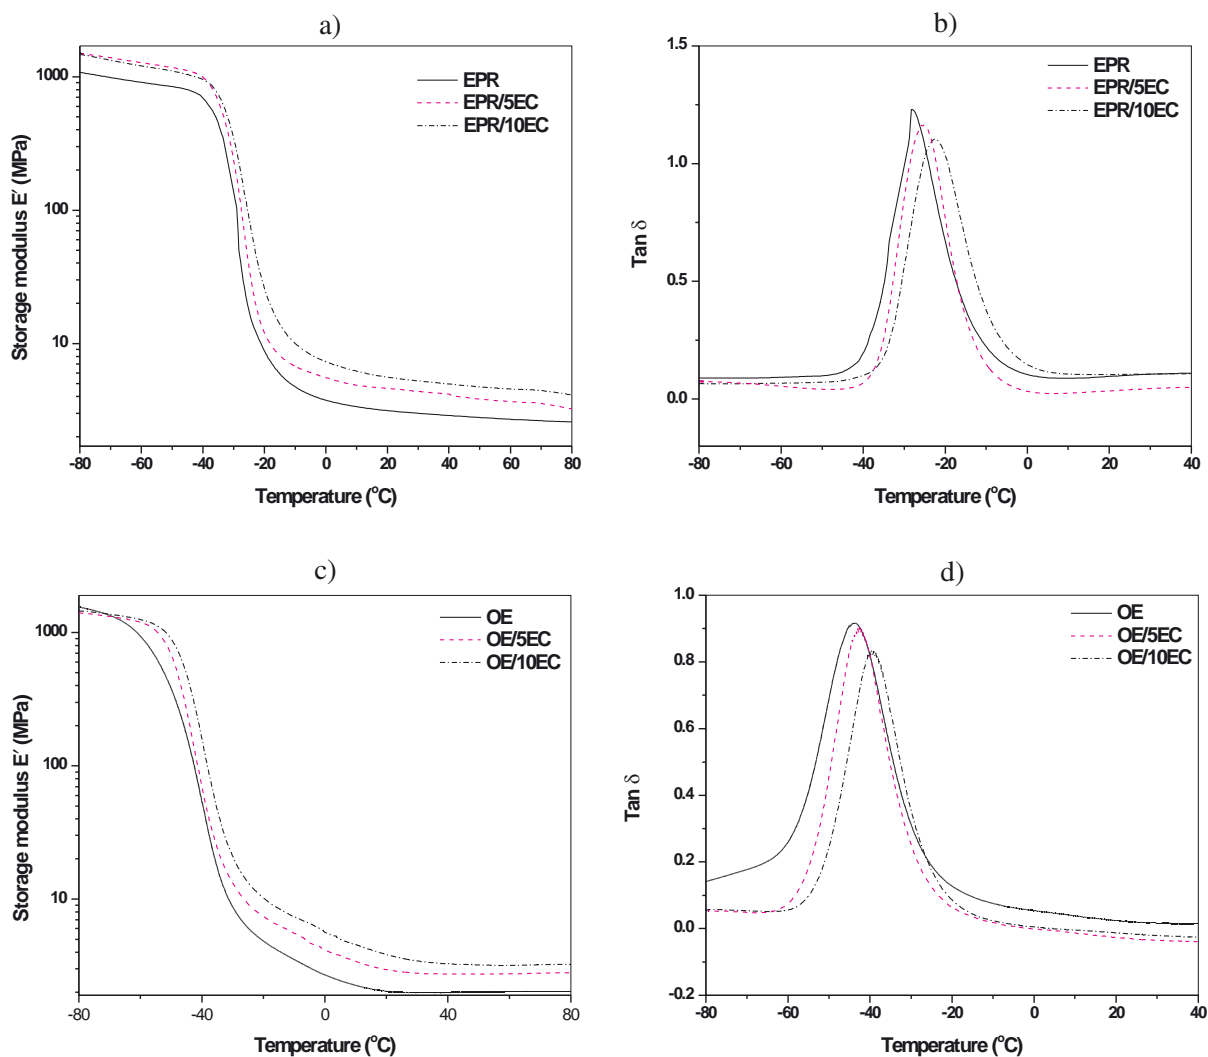 a)
EPR
EPR/5EC
EPR/10EC
1000
100
10
Storage modulus E′ (MPa)
-80 -60 -40 -20 0 20 40 60 80
Temperature (°C)
b)
EPR
EPR/5EC
EPR/10EC
1.5
1.0
0.5
0.0
Tan δ
-80 -60 -40 -20 0 20 40
Temperature (°C)
c)
OE
OE/5EC
OE/10EC
1000
100
10
Storage modulus E′ (MPa)
-80 -40 0 40 80
Temperature (°C)
d)
OE
OE/5EC
OE/10EC
1.0
0.8
0.6
0.4
0.2
0.0
-0.2
Tan δ
-80 -60 -40 -20 0 20 40
Temperature (°C)